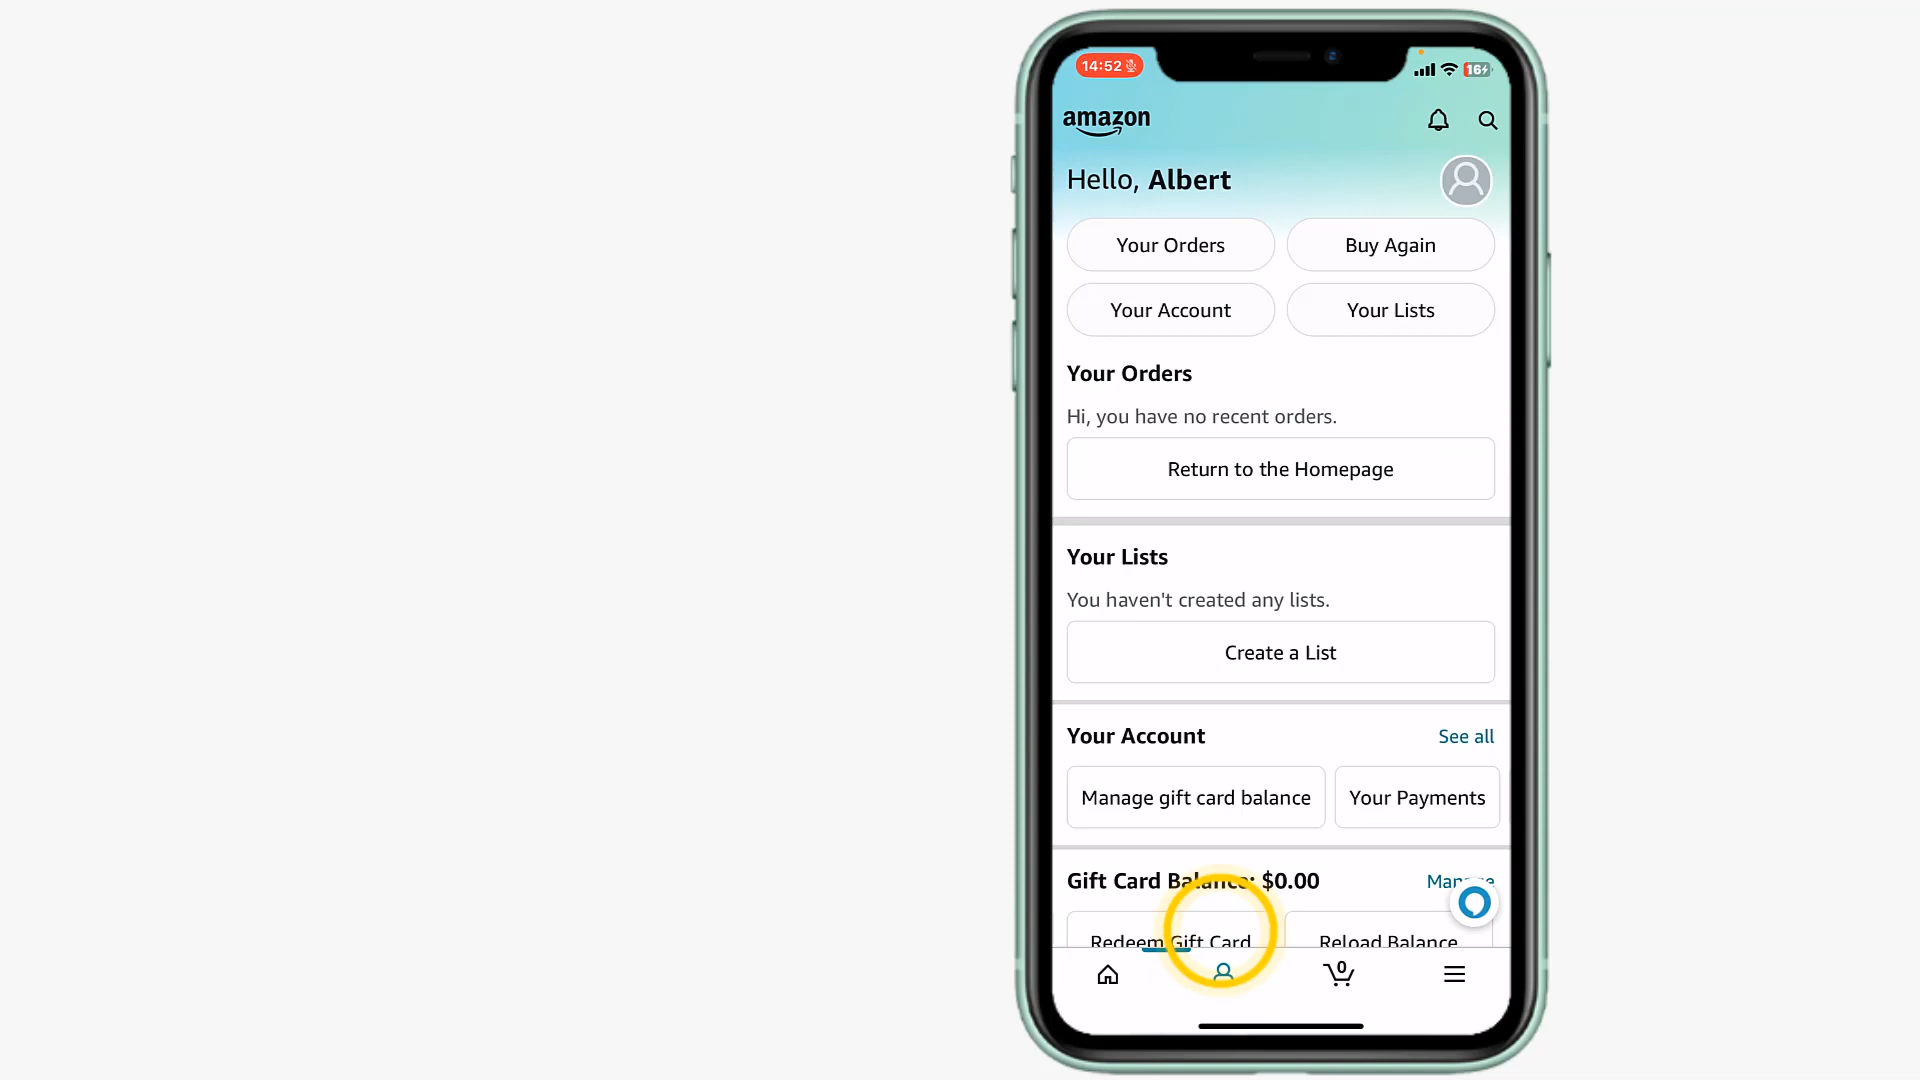 14:52
16
amazon
Hello, Albert
Your Orders
Buy Again
Your Account
Your Lists
Your Orders
Hi, you have no recent orders.
Return to the Homepage
Your Lists
You haven't created any lists.
Create a List
Your Account
See all
Manage gift card balance
Your Payments
Gift Card Balance: $0.00
Manage
Redeem Gift Card
Reload Balance
0